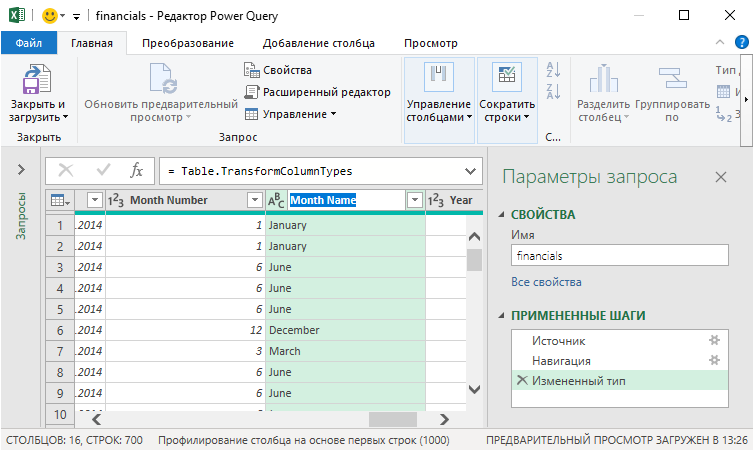 financials - Редактор Power Query
Файл Главная Преобразование Добавление столбца Просмотр
Закрыть и загрузить
Закрыть
Обновить предварительный просмотр
Свойства
Расширенный редактор
Управление
Запрос
Управление столбцами
Сократить строки
С...
Разделить столбец
Группировать по
Тип д
Запросы
fx = Table.TransformColumnTypes
1²3 Month Number ABC Month Name 1²3 Year
1 .2014 1 January
2 .2014 1 January
3 .2014 6 June
4 .2014 6 June
5 .2014 6 June
6 .2014 12 December
7 .2014 3 March
8 .2014 6 June
9 .2014 6 June
10
Параметры запроса
СВОЙСТВА
Имя
financials
Все свойства
ПРИМЕНЕННЫЕ ШАГИ
Источник
Навигация
Измененный тип
СТОЛБЦОВ: 16, СТРОК: 700 Профилирование столбца на основе первых строк (1000) ПРЕДВАРИТЕЛЬНЫЙ ПРОСМОТР ЗАГРУЖЕН В 13:26